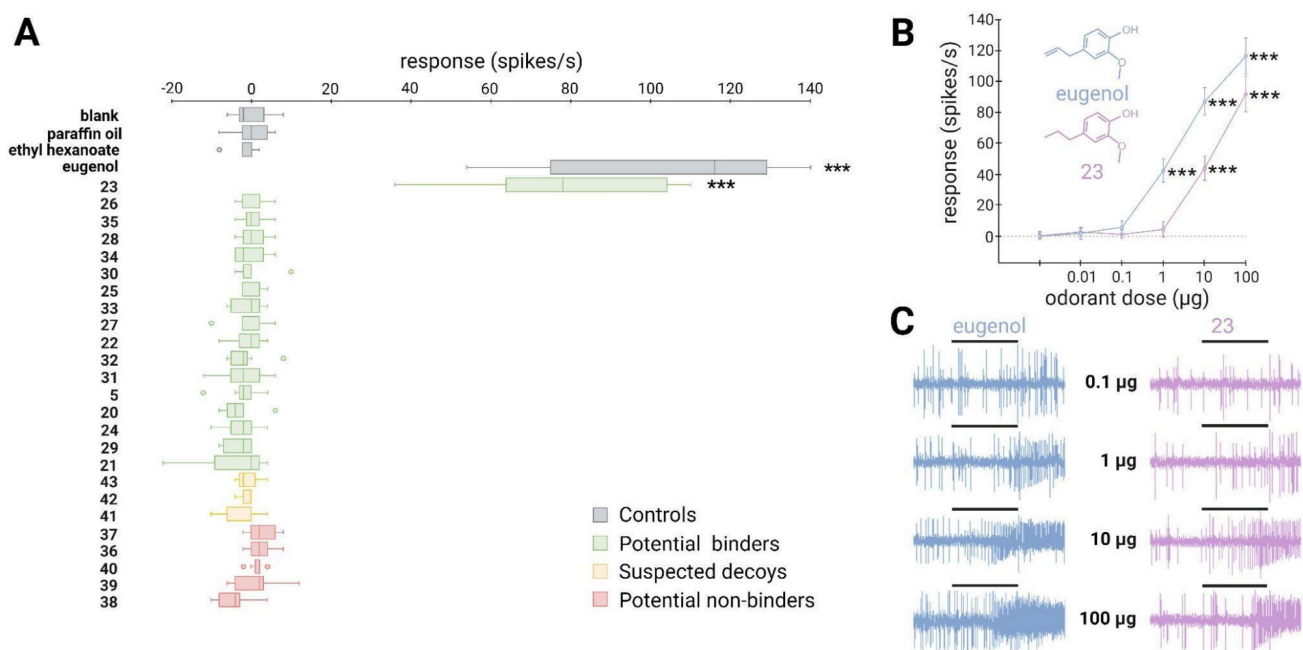 A
response (spikes/s)
-20 0 20 40 60 80 100 120 140
blank
paraffin oil
ethyl hexanoate
eugenol ***
23 ***
26
35
28
34
30
25
33
27
22
32
31
5
20
24
29
21
43
42
41
37
36
40
39
38
Controls
Potential binders
Suspected decoys
Potential non-binders
B
response (spikes/s)
140
120
100
80
60
40
20
0
OH
O
eugenol
OH
O
23
***
***
***
***
***
0.01 0.1 1 10 100
odorant dose (µg)
C
eugenol 23
0.1 µg
1 µg
10 µg
100 µg